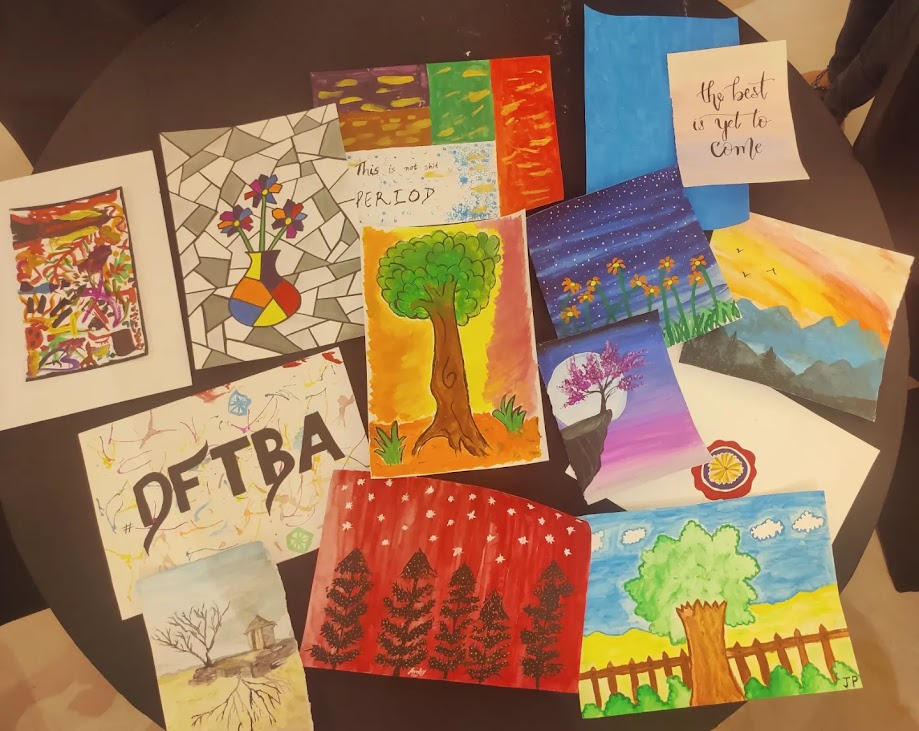 the best
is yet to
come
This is not shit
PERIOD
#DFTBA
JP